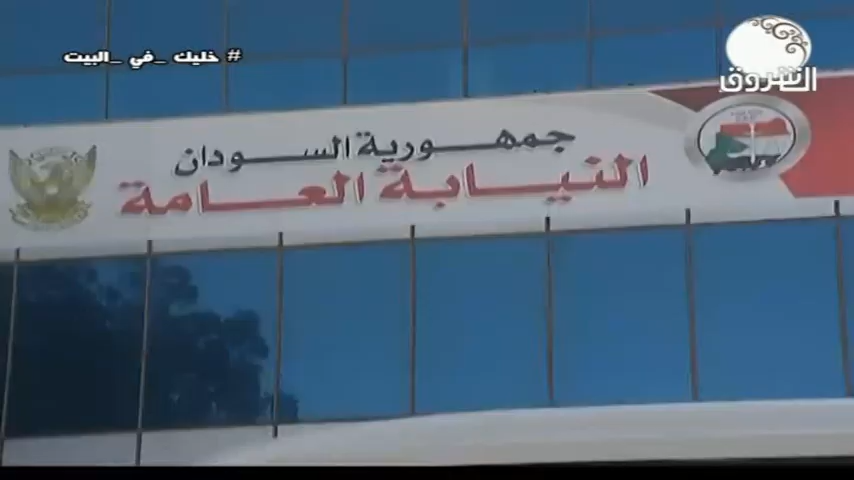 # خليك _في _البيت
الشروق
جمهورية السودان
النيابة العامة